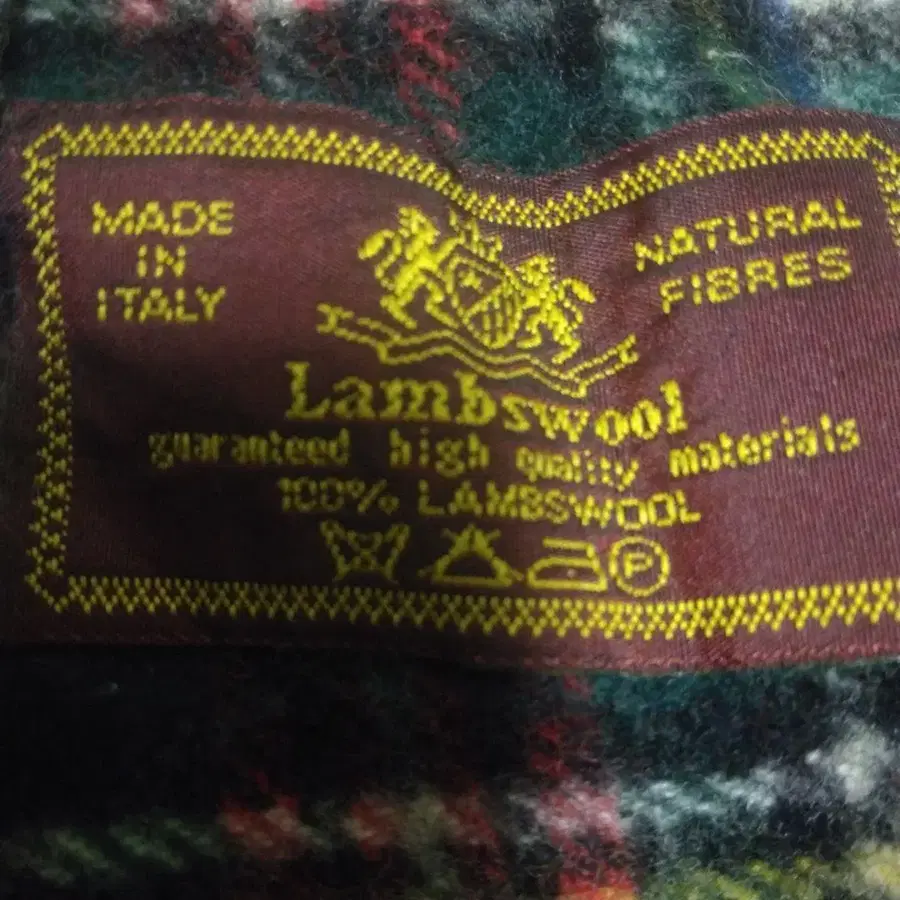 MADE
IN
ITALY
NATURAL
FIBRES
Lambswool
guaranteed high quality materials
100% LAMBSWOOL
P